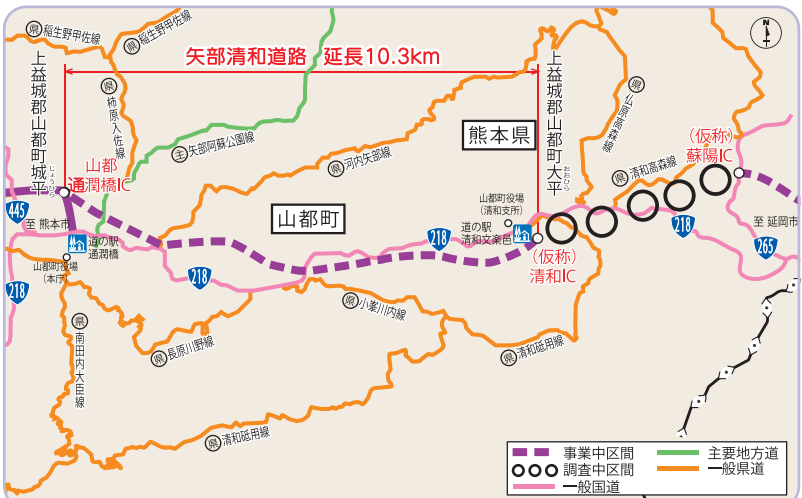 県 稲生野甲佐線
県 稲生野甲佐線
矢部清和道路 延長10.3km
N
上益城郡山都町城平
じょうひら
県 柿原入佐線
主 矢部阿蘇公園線
県 河内矢部線
熊本県
上益城郡山都町大平
おおひら
県 仏原高森線
(仮称)
蘇陽IC
県 清和高森線
山都
通潤橋IC
445
至 熊本市
道の駅
通潤橋
山都町役場
(本庁)
218
山都町
218
218
山都町役場
(清和支所)
道の駅
清和文楽邑
(仮称)
清和IC
218
至 延岡市
265
県 南田内大臣線
県 長原川野線
県 小峯川内線
県 清和砥用線
県 清和砥用線
事業中区間
主要地方道
調査中区間
一般県道
一般国道